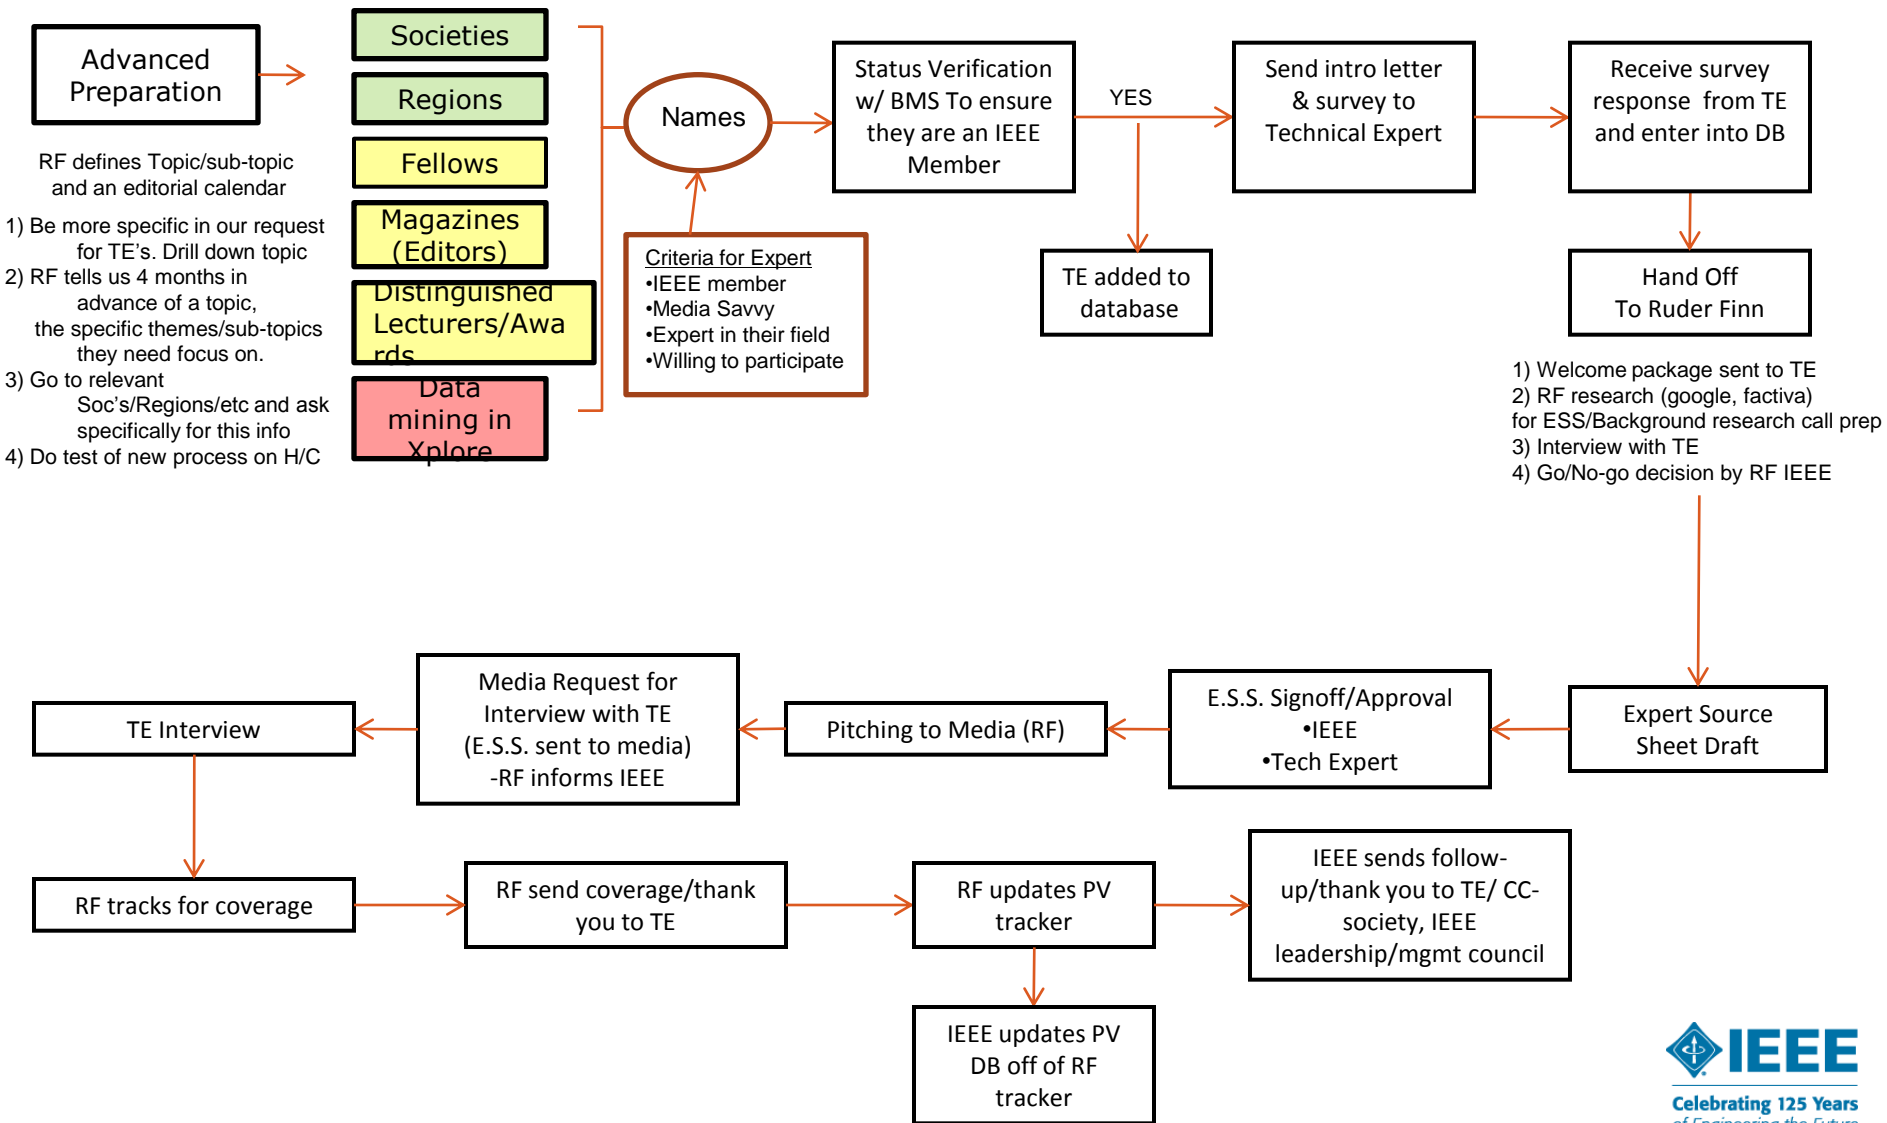 Advanced
Preparation
RF defines Topic/sub-topic
and an editorial calendar
1) Be more specific in our request
for TE's. Drill down topic
2) RF tells us 4 months in
advance of a topic,
the specific themes/sub-topics
they need focus on.
3) Go to relevant
Soc's/Regions/etc and ask
specifically for this info
4) Do test of new process on H/C
Societies
Regions
Fellows
Magazines
(Editors)
Distinguished
Lecturers/Awa
rds
Data
mining in
Xplore
Names
Criteria for Expert
•IEEE member
•Media Savvy
•Expert in their field
•Willing to participate
Status Verification
w/ BMS To ensure
they are an IEEE
Member
YES
TE added to
database
Send intro letter
& survey to
Technical Expert
Receive survey
response from TE
and enter into DB
Hand Off
To Ruder Finn
1) Welcome package sent to TE
2) RF research (google, factiva)
for ESS/Background research call prep
3) Interview with TE
4) Go/No-go decision by RF IEEE
Expert Source
Sheet Draft
E.S.S. Signoff/Approval
•IEEE
•Tech Expert
Pitching to Media (RF)
Media Request for
Interview with TE
(E.S.S. sent to media)
-RF informs IEEE
TE Interview
RF tracks for coverage
RF send coverage/thank
you to TE
RF updates PV
tracker
IEEE sends follow-
up/thank you to TE/ CC-
society, IEEE
leadership/mgmt council
IEEE updates PV
DB off of RF
tracker
IEEE
Celebrating 125 Years
of Engineering the Future